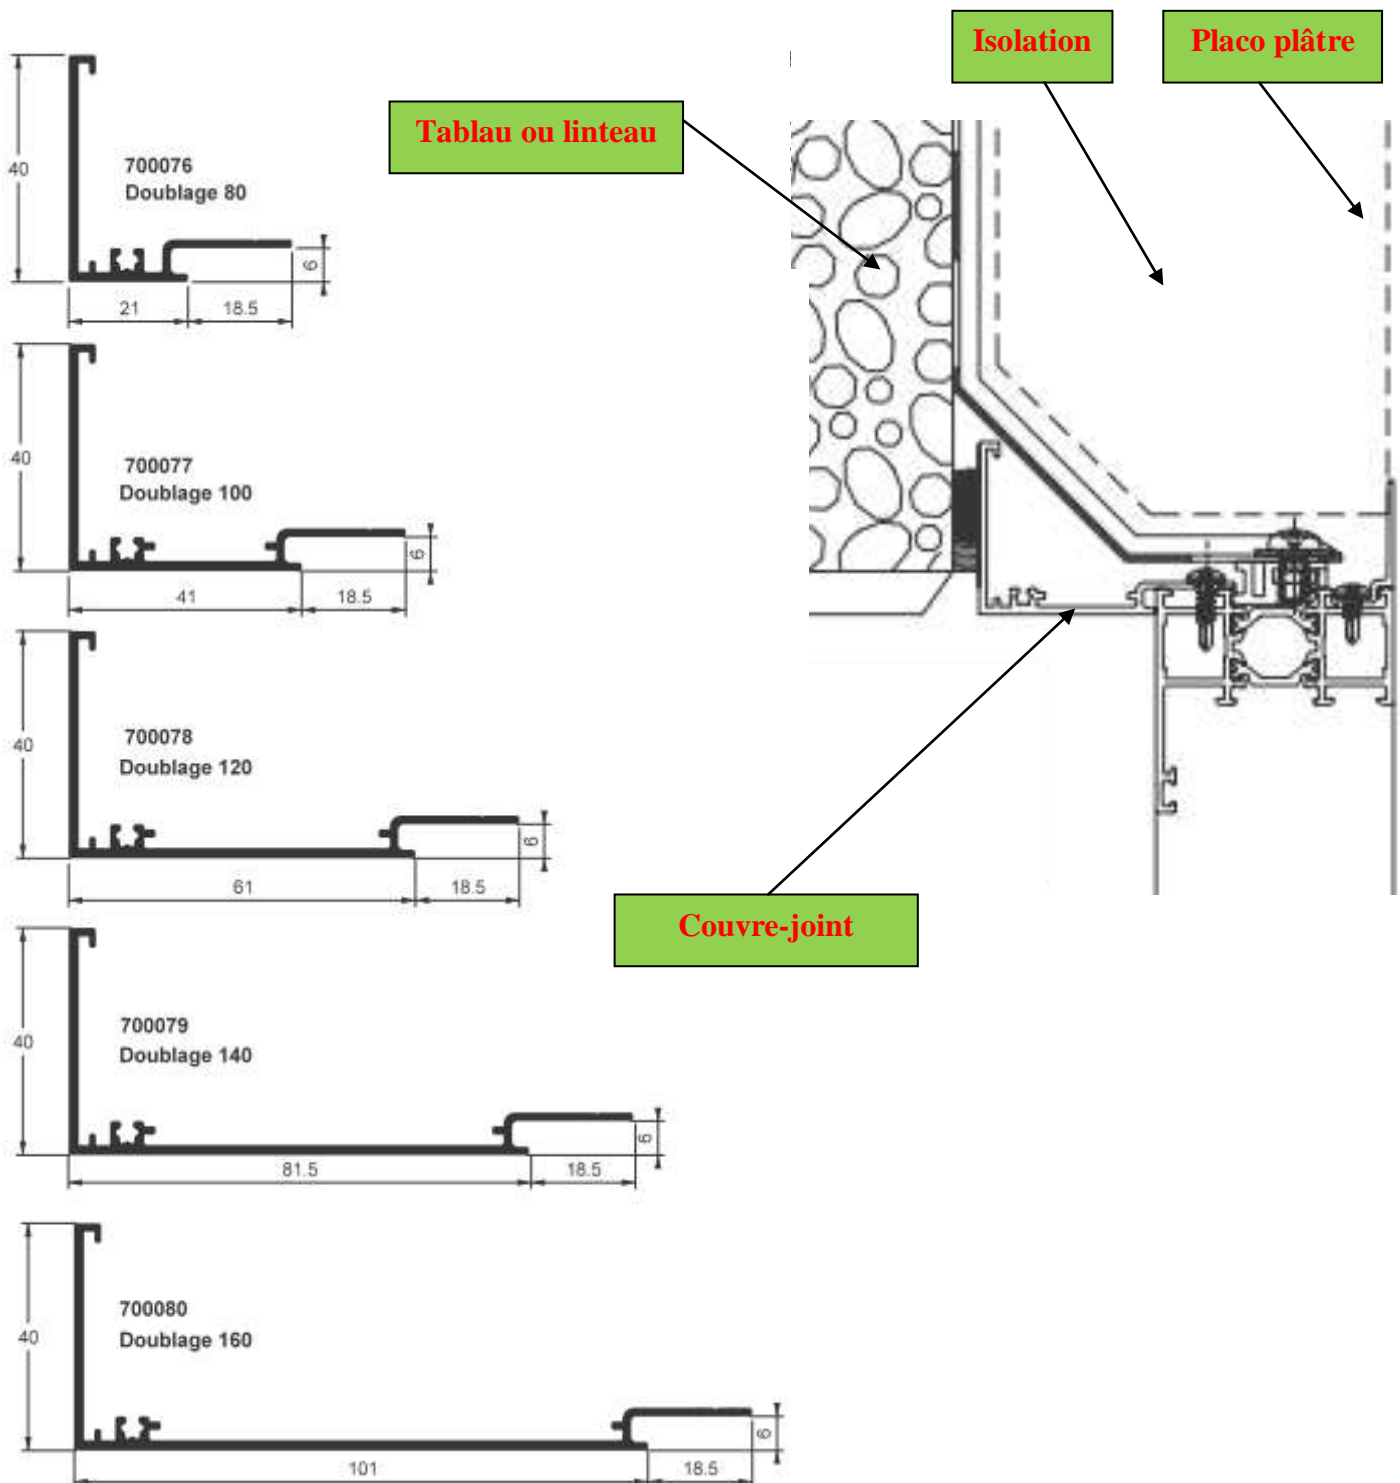 Isolation
Placo plâtre
Tablau ou linteau
40
700076
Doublage 80
6
21
18.5
40
700077
Doublage 100
6
41
18.5
40
700078
Doublage 120
6
61
18.5
Couvre-joint
40
700079
Doublage 140
6
81.5
18.5
40
700080
Doublage 160
6
101
18.5